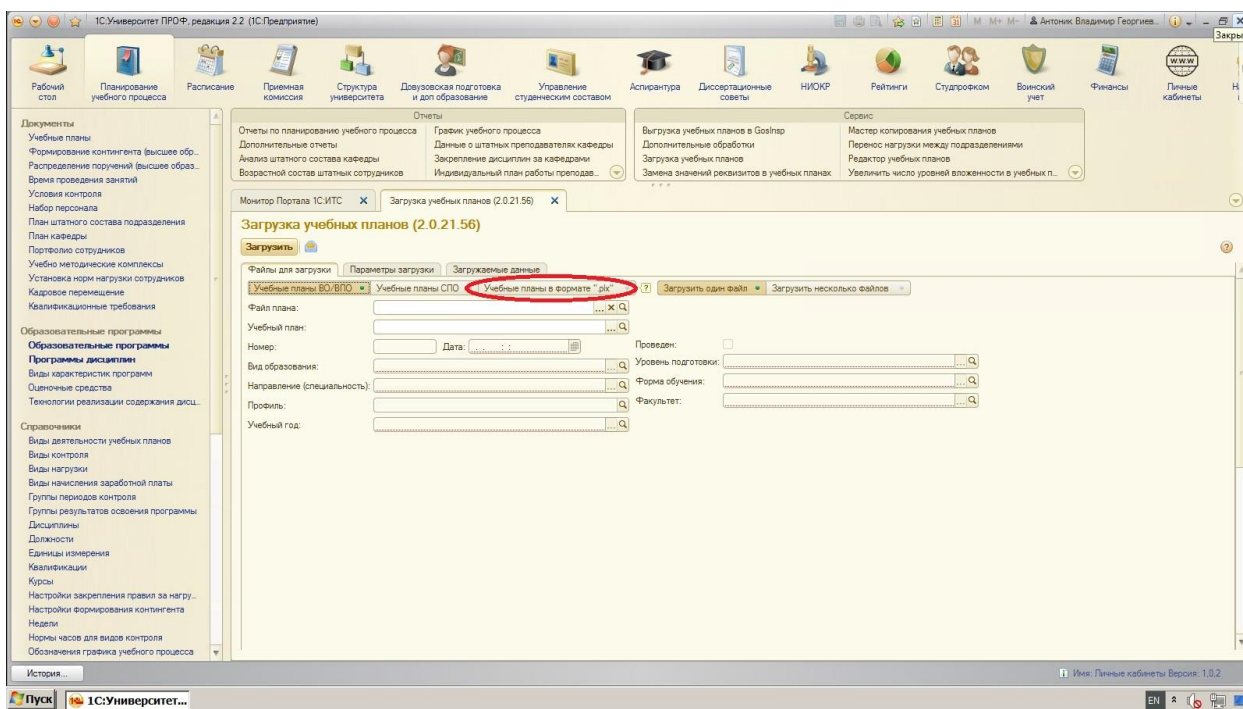 1С:Университет ПРОФ, редакция 2.2 (1С:Предприятие)
M M+ M- Антоник Владимир Георгиев...
Закры
Рабочий стол
Планирование учебного процесса
Расписание
Приемная комиссия
Структура университета
Довузовская подготовка и доп образование
Управление студенческим составом
Аспирантура
Диссертационные советы
НИОКР
Рейтинги
Студпрофком
Воинский учет
Финансы
Личные кабинеты
Документы
Учебные планы
Формирование контингента (высшее обр...
Распределение поручений (высшее образ...
Время проведения занятий
Условия контроля
Набор персонала
План штатного состава подразделения
План кафедры
Портфолио сотрудников
Учебно методические комплексы
Установка норм нагрузки сотрудников
Кадровое перемещение
Квалификационные требования
Образовательные программы
Образовательные программы
Программы дисциплин
Виды характеристик программ
Оценочные средства
Технологии реализации содержания дисц...
Справочники
Виды деятельности учебных планов
Виды контроля
Виды нагрузки
Виды начисления заработной платы
Группы периодов контроля
Группы результатов освоения программы
Дисциплины
Должности
Единицы измерения
Квалификации
Курсы
Настройки закрепления правил за нагру...
Настройки формирования контингента
Недели
Нормы часов для видов контроля
Обозначения графика учебного процесса
Отчеты
Отчеты по планированию учебного процесса
График учебного процесса
Дополнительные отчеты
Данные о штатных преподавателях кафедры
Анализ штатного состава кафедры
Закрепление дисциплин за кафедрами
Возрастной состав штатных сотрудников
Индивидуальный план работы преподав...
Сервис
Выгрузка учебных планов в GosInsp
Мастер копирования учебных планов
Дополнительные обработки
Перенос нагрузки между подразделениями
Загрузка учебных планов
Редактор учебных планов
Замена значений реквизитов в учебных планах
Увеличить число уровней вложенности в учебных п...
Монитор Портала 1С:ИТС X
Загрузка учебных планов (2.0.21.56) X
Загрузка учебных планов (2.0.21.56)
Загрузить
Файлы для загрузки
Параметры загрузки
Загружаемые данные
Учебные планы ВО/ВПО
Учебные планы СПО
Учебные планы в формате ".plx"
?
Загрузить один файл
Загрузить несколько файлов
Файл плана:
Учебный план:
Номер:
Дата: . . : :
Проведен:
Вид образования:
Уровень подготовки:
Направление (специальность):
Форма обучения:
Профиль:
Факультет:
Учебный год:
История...
Имя: Личные кабинеты Версия: 1,0,2
Пуск
1С:Университет...
EN